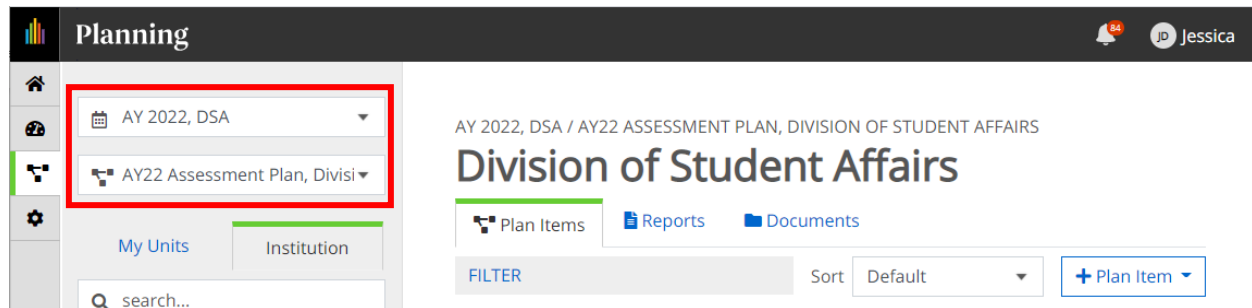 Planning
84
JD Jessica
AY 2022, DSA
AY22 Assessment Plan, Divisi
My Units
Institution
search...
AY 2022, DSA / AY22 ASSESSMENT PLAN, DIVISION OF STUDENT AFFAIRS
Division of Student Affairs
Plan Items Reports Documents
FILTER
Sort Default
+ Plan Item